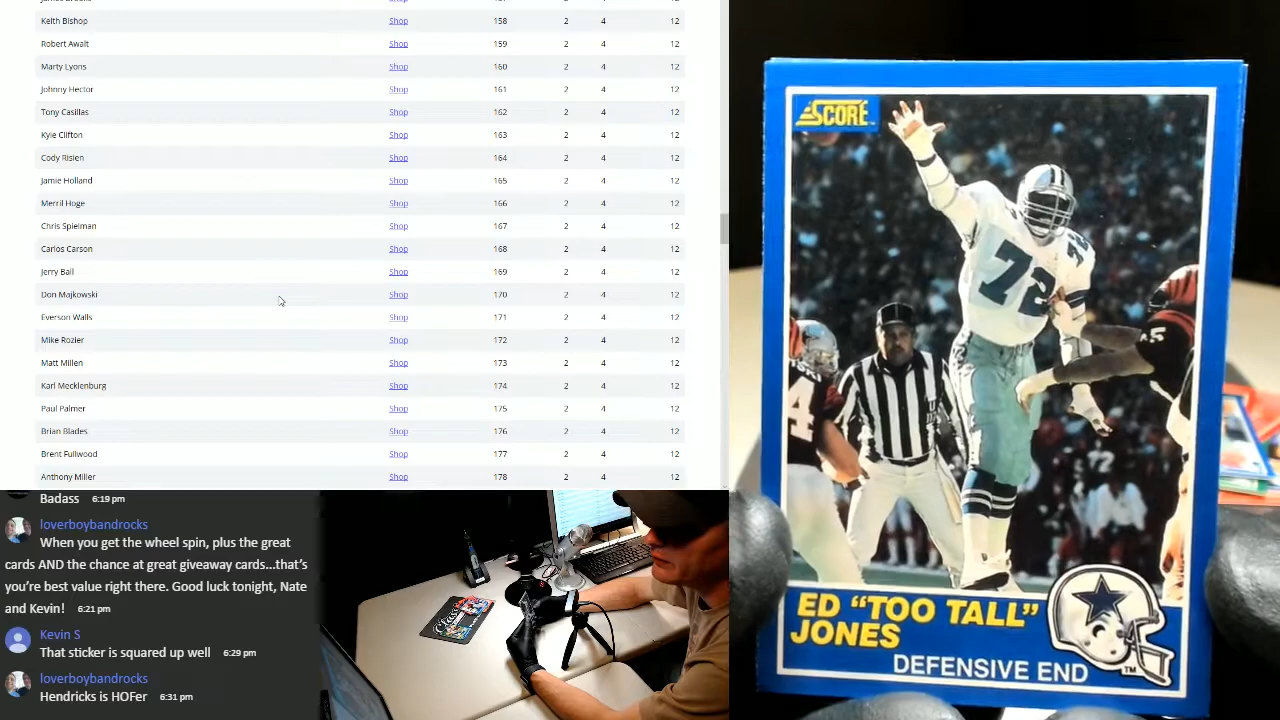 Keith Bishop Shop 158 2 4 12
Robert Awalt Shop 159 2 4 12
Marty Lyons Shop 160 2 4 12
Johnny Hector Shop 161 2 4 12
Tony Casillas Shop 162 2 4 12
Kyle Clifton Shop 163 2 4 12
Cody Risien Shop 164 2 4 12
Jamie Holland Shop 165 2 4 12
Merril Hoge Shop 166 2 4 12
Chris Spielman Shop 167 2 4 12
Carlos Carson Shop 168 2 4 12
Jerry Ball Shop 169 2 4 12
Don Majkowski Shop 170 2 4 12
Everson Walls Shop 171 2 4 12
Mike Rozier Shop 172 2 4 12
Matt Millen Shop 173 2 4 12
Karl Mecklenburg Shop 174 2 4 12
Paul Palmer Shop 175 2 4 12
Brian Blades Shop 176 2 4 12
Brent Fullwood Shop 177 2 4 12
Anthony Miller Shop 178 2 4 12
Badass 6:19 pm
loverboybandrocks
When you get the wheel spin, plus the great
cards AND the chance at great giveaway cards...that's
you're best value right there. Good luck tonight, Nate
and Kevin! 6:21 pm
Kevin S
That sticker is squared up well 6:29 pm
loverboybandrocks
Hendricks is HOFer 6:31 pm
SCORE
72
ED "TOO TALL"
JONES
DEFENSIVE END
TM